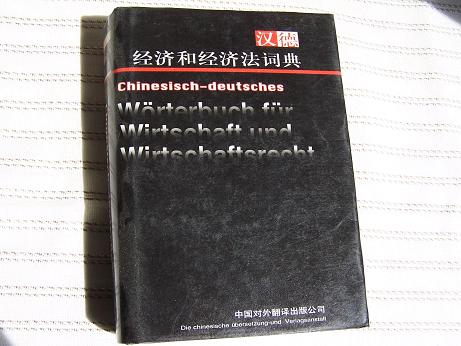 汉德
经济和经济法词典
Chinesisch-deutsches
Wörterbuch für
Wirtschaft und
Wirtschaftsrecht
中国对外翻译出版公司
Die chinesische übersetzung-und Verlagsanstalt